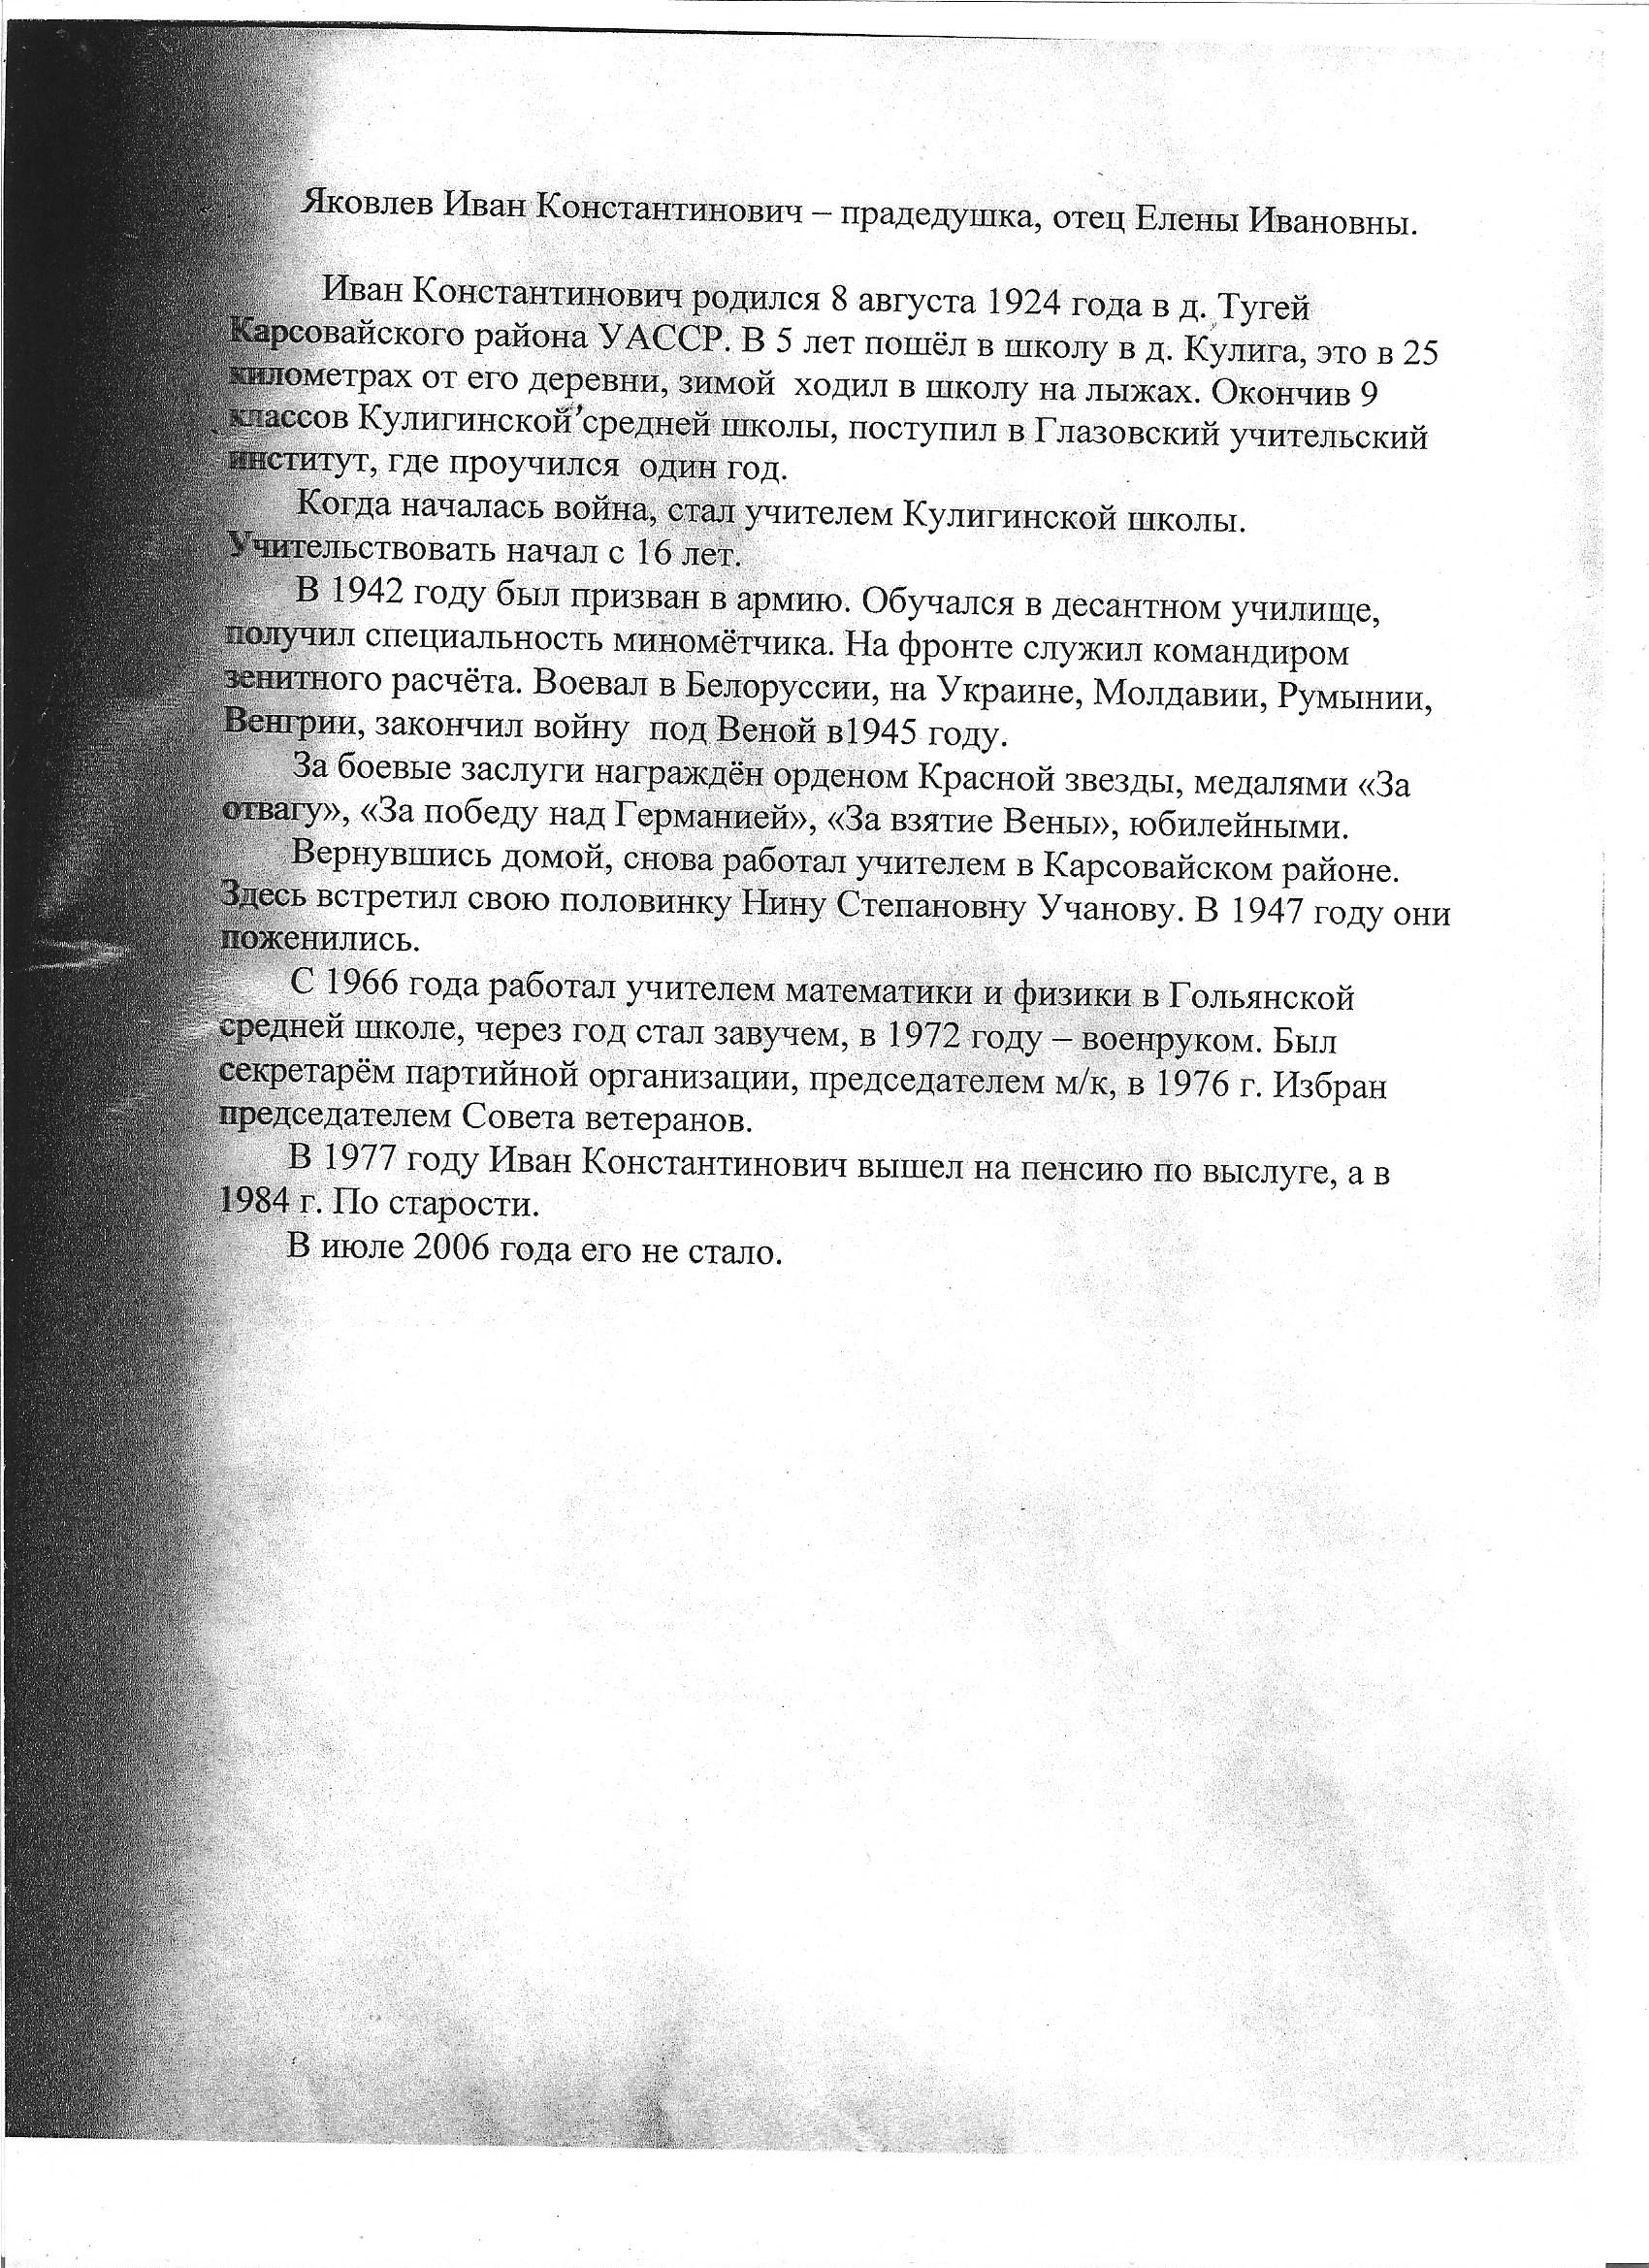 Яковлев Иван Константинович – прадедушка, отец Елены Ивановны.
Иван Константинович родился 8 августа 1924 года в д. Тугей
Карсовайского района УАССР. В 5 лет пошёл в школу в д. Кулига, это в 25
километрах от его деревни, зимой ходил в школу на лыжах. Окончив 9
классов Кулигинской средней школы, поступил в Глазовский учительский
институт, где проучился один год.
Когда началась война, стал учителем Кулигинской школы.
Учительствовать начал с 16 лет.
В 1942 году был призван в армию. Обучался в десантном училище,
получил специальность миномётчика. На фронте служил командиром
зенитного расчёта. Воевал в Белоруссии, на Украине, Молдавии, Румынии,
Венгрии, закончил войну под Веной в1945 году.
За боевые заслуги награждён орденом Красной звезды, медалями «За
отвагу», «За победу над Германией», «За взятие Вены», юбилейными.
Вернувшись домой, снова работал учителем в Карсовайском районе.
Здесь встретил свою половинку Нину Степановну Учанову. В 1947 году они
поженились.
С 1966 года работал учителем математики и физики в Гольянской
средней школе, через год стал завучем, в 1972 году – военруком. Был
секретарём партийной организации, председателем м/к, в 1976 г. Избран
председателем Совета ветеранов.
В 1977 году Иван Константинович вышел на пенсию по выслуге, а в
1984 г. По старости.
В июле 2006 года его не стало.